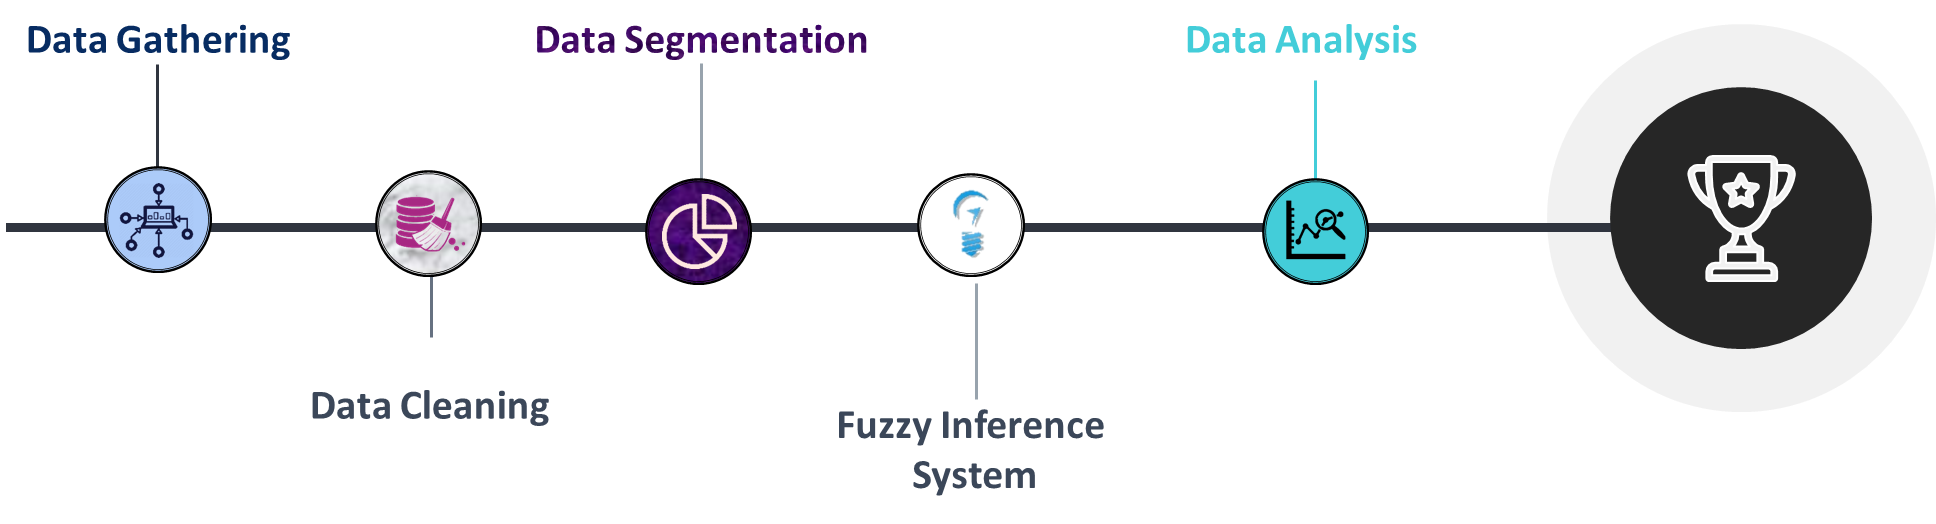 Data Gathering
Data Segmentation
Data Analysis
Data Cleaning
Fuzzy Inference
System